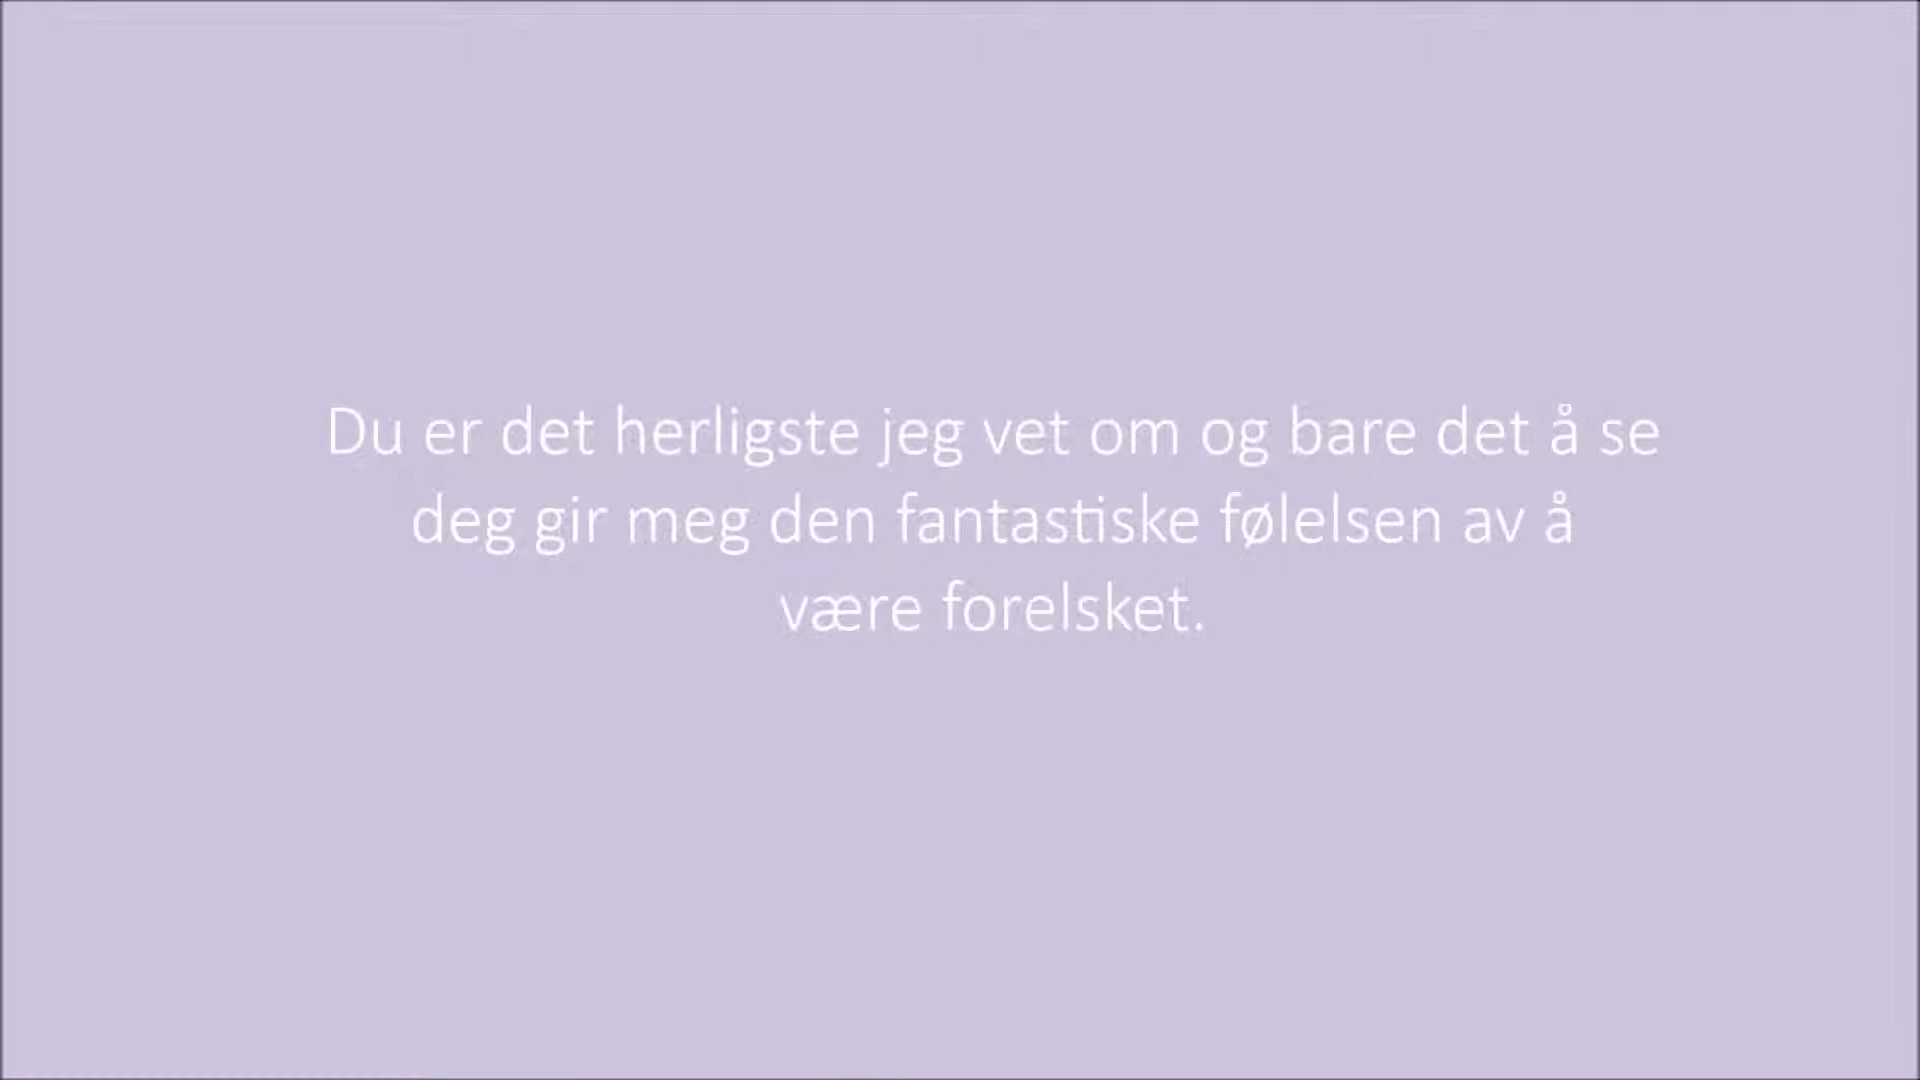 Du er det herligste jeg vet om og bare det å se
deg gir meg den fantastiske følelsen av å
være forelsket.